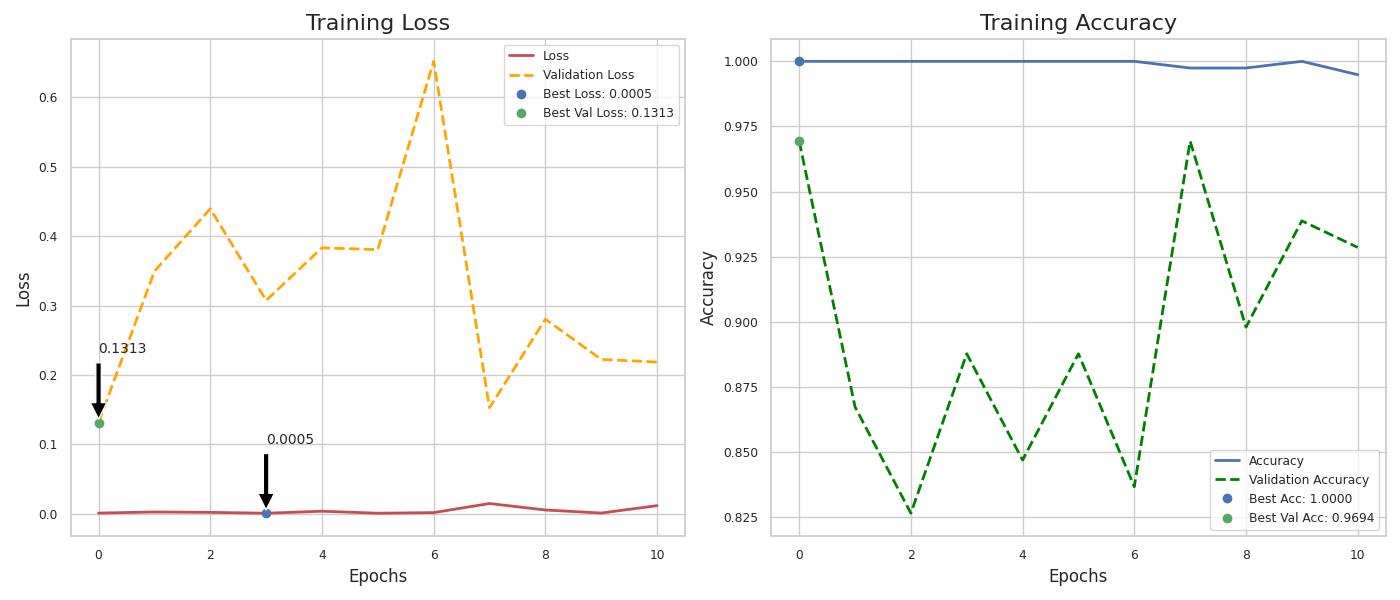 Training Loss
Loss
Validation Loss
Best Loss: 0.0005
Best Val Loss: 0.1313
0.6
0.5
0.4
0.3
0.2
0.1
0.0
Loss
0.1313
0.0005
0
2
4
6
8
10
Epochs
Training Accuracy
1.000
0.975
0.950
0.925
0.900
0.875
0.850
0.825
Accuracy
Accuracy
Validation Accuracy
Best Acc: 1.0000
Best Val Acc: 0.9694
0
2
4
6
8
10
Epochs